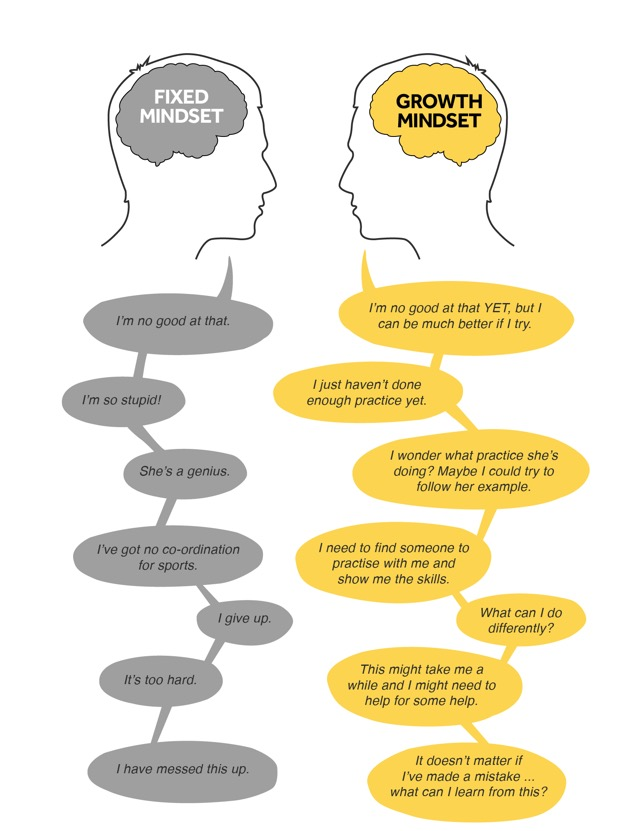 FIXED
MINDSET
I'm no good at that.
I'm so stupid!
She's a genius.
I've got no co-ordination
for sports.
I give up.
It's too hard.
I have messed this up.
GROWTH
MINDSET
I'm no good at that YET, but I
can be much better if I try.
I just haven't done
enough practice yet.
I wonder what practice she's
doing? Maybe I could try to
follow her example.
I need to find someone to
practise with me and
show me the skills.
What can I do
differently?
This might take me a
while and I might need to
help for some help.
It doesn't matter if
I've made a mistake ...
what can I learn from this?